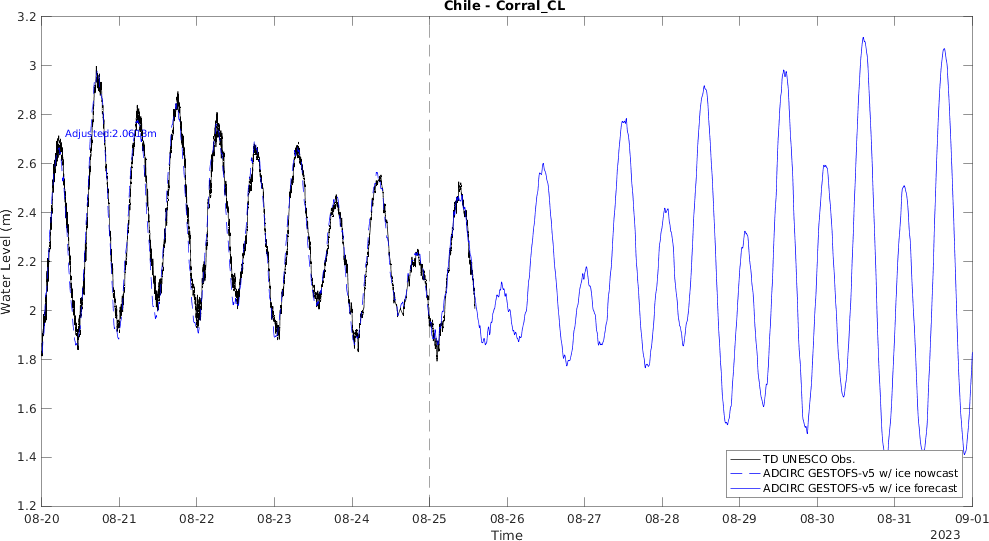 Chile - Corral_CL
3.2
3
2.8
2.6
2.4
2.2
2
1.8
1.6
1.4
1.2
Water Level (m)
Adjusted:2.0608m
TD UNESCO Obs.
ADCIRC GESTOFS-v5 w/ ice nowcast
ADCIRC GESTOFS-v5 w/ ice forecast
08-20 08-21 08-22 08-23 08-24 08-25 08-26 08-27 08-28 08-29 08-30 08-31 09-01
Time
2023